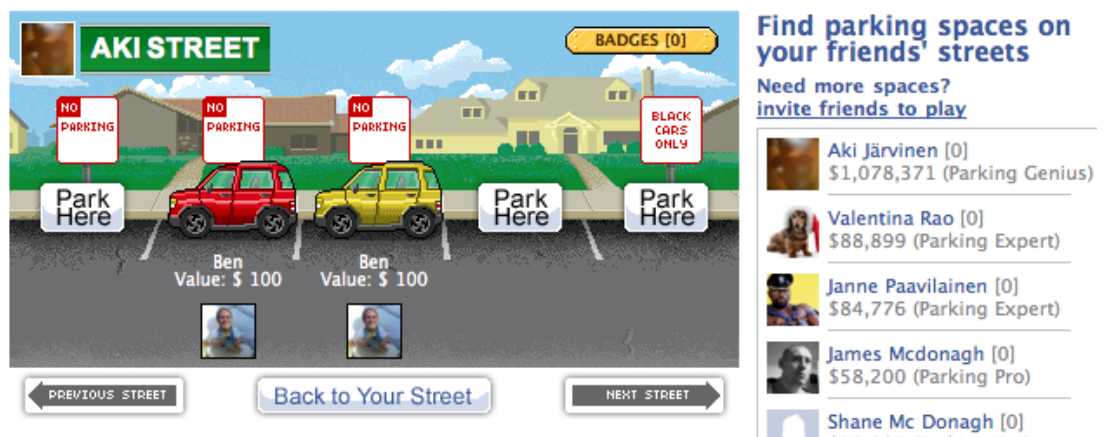 AKI STREET
BADGES [0]
NO
PARKING
NO
PARKING
NO
PARKING
BLACK
CARS
ONLY
Park
Here
Park
Here
Park
Here
Ben
Value: $ 100
Ben
Value: $ 100
PREVIOUS STREET
Back to Your Street
NEXT STREET
Find parking spaces on
your friends' streets
Need more spaces?
invite friends to play
Aki Järvinen [0]
$1,078,371 (Parking Genius)
Valentina Rao [0]
$88,899 (Parking Expert)
Janne Paavilainen [0]
$84,776 (Parking Expert)
James Mcdonagh [0]
$58,200 (Parking Pro)
Shane Mc Donagh [0]